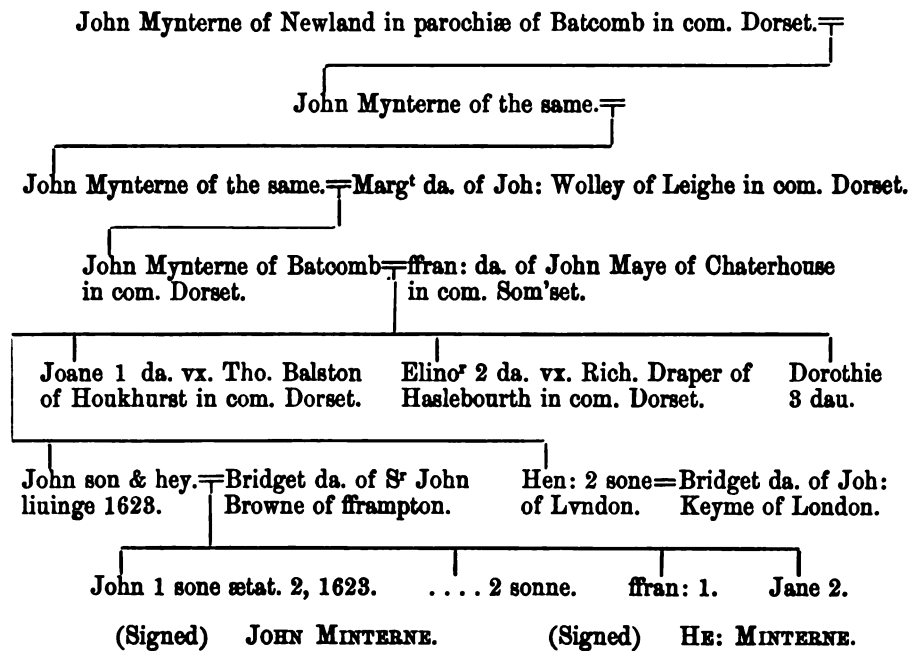 John Mynterne of Newland in parochiæ of Batcomb in com. Dorset.
John Mynterne of the same.
John Mynterne of the same.=Margᵗ da. of Joh: Wolley of Leighe in com. Dorset.
John Mynterne of Batcomb=ffran: da. of John Maye of Chaterhouse
in com. Dorset. in com. Som'set.
Joane 1 da. vx. Tho. Balston Elinoʳ 2 da. vx. Rich. Draper of Dorothie
of Honkhurst in com. Dorset. Haslebourth in com. Dorset. 3 dau.
John son & hey.=Bridget da. of Sʳ John Hen: 2 sone=Bridget da. of Joh:
liuinge 1623. Browne of fframpton. of Lvndon. Keyme of London.
John 1 sone ætat. 2, 1623. .... 2 sonne. ffran: 1. Jane 2.
(Signed) JOHN MINTERNE. (Signed) HE: MINTERNE.